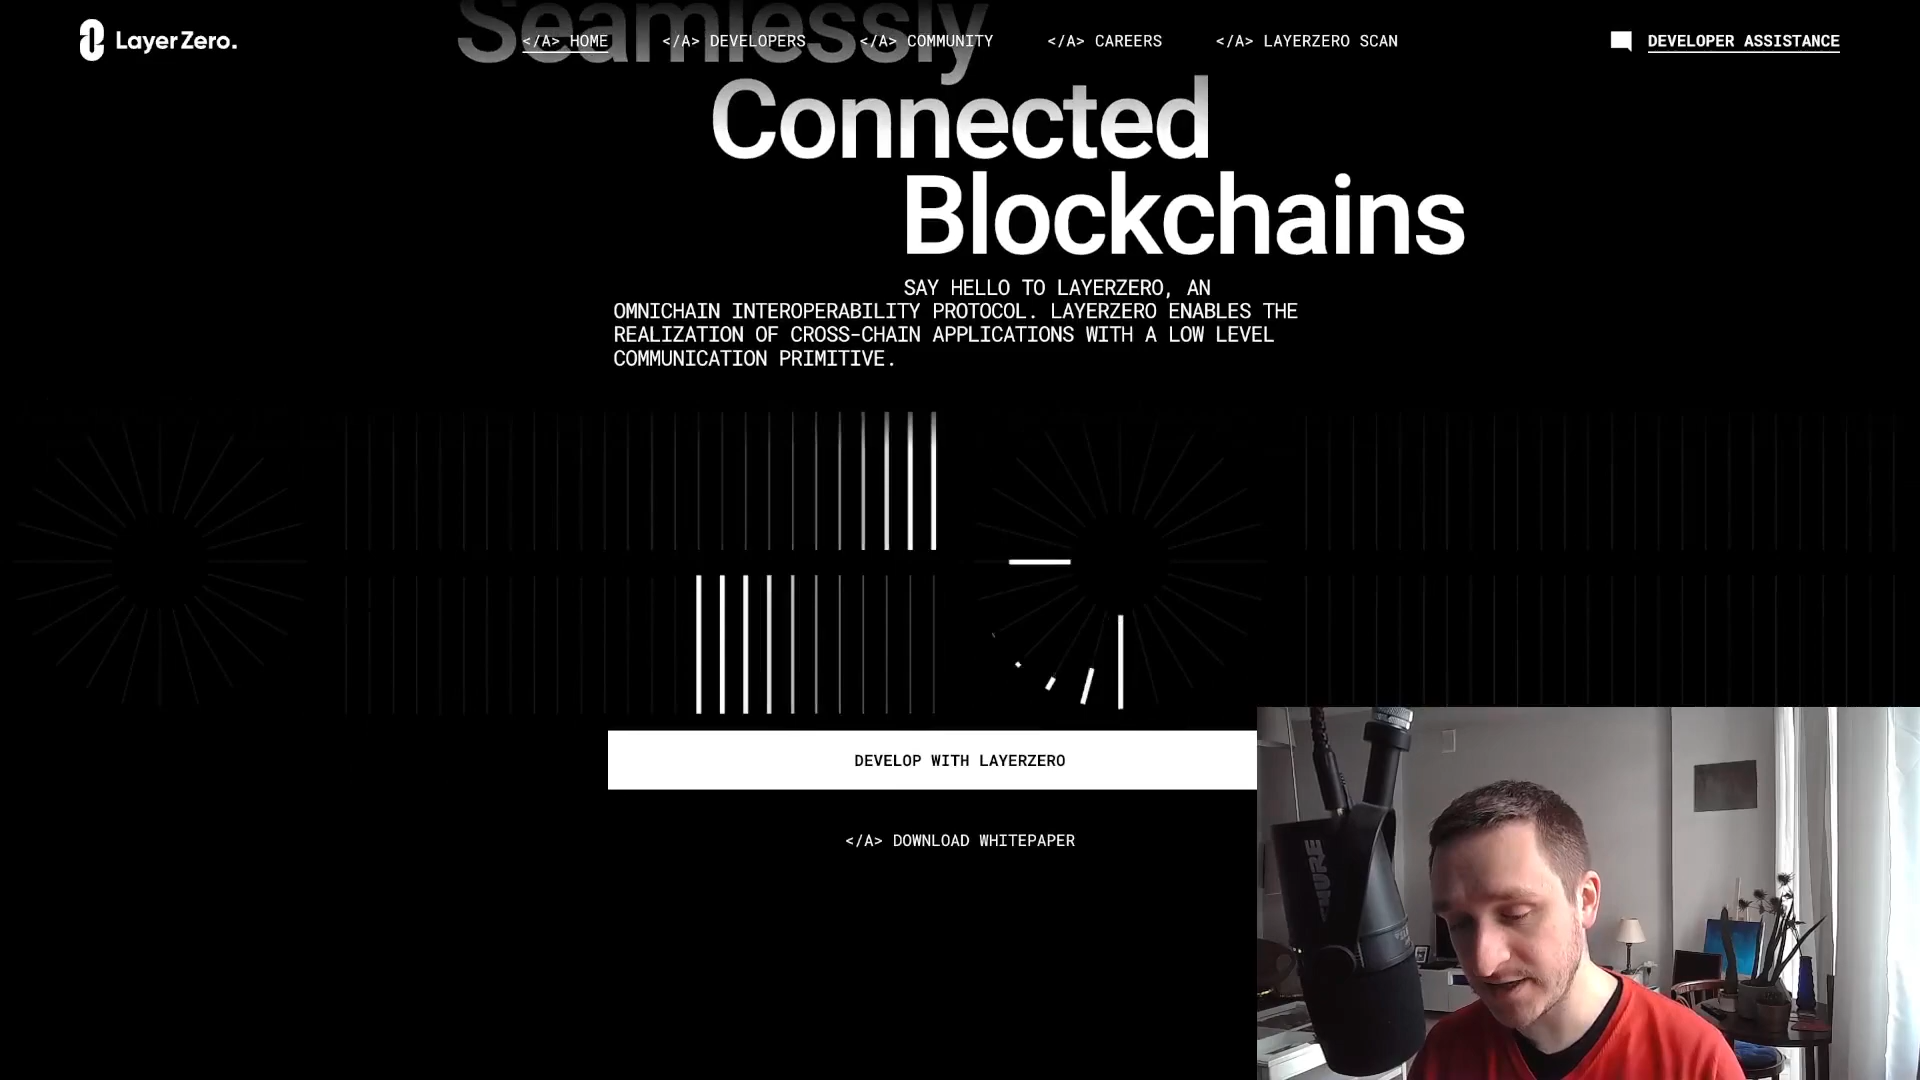 LayerZero.
</A> HOME
</A> DEVELOPERS
</A> COMMUNITY
</A> CAREERS
</A> LAYERZERO SCAN
DEVELOPER ASSISTANCE
Seamlessly
Connected
Blockchains
SAY HELLO TO LAYERZERO, AN
OMNICHAIN INTEROPERABILITY PROTOCOL. LAYERZERO ENABLES THE
REALIZATION OF CROSS-CHAIN APPLICATIONS WITH A LOW LEVEL
COMMUNICATION PRIMITIVE.
DEVELOP WITH LAYERZERO
</A> DOWNLOAD WHITEPAPER
SHURE